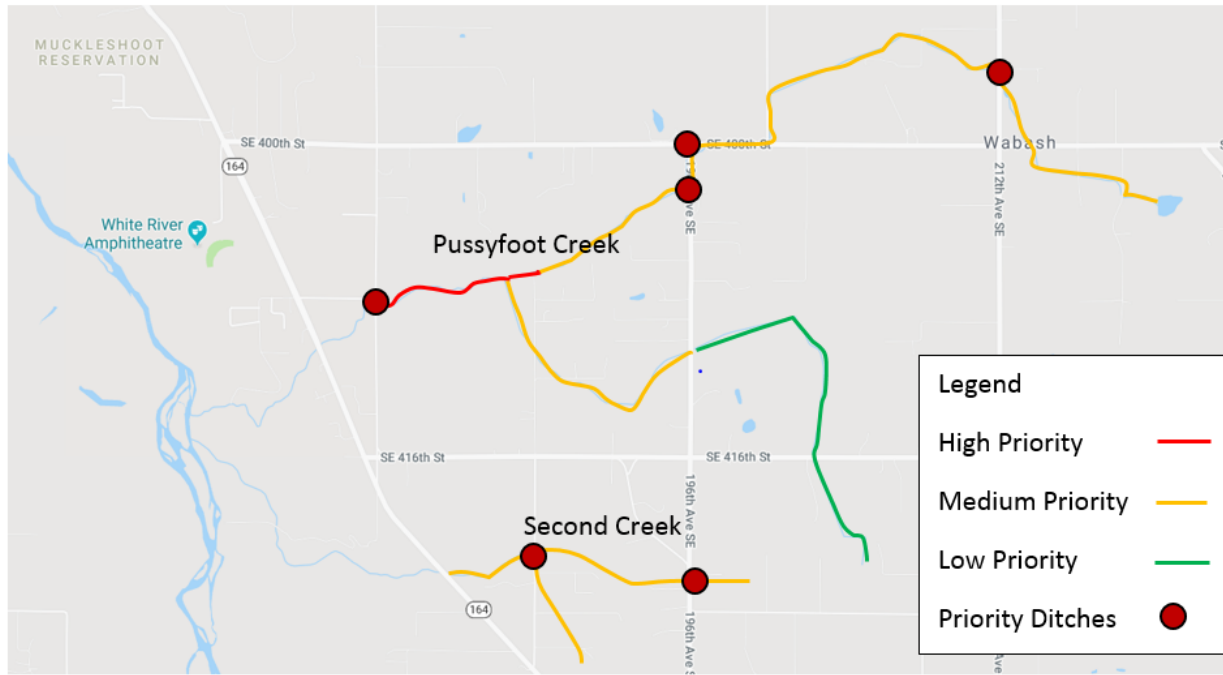 MUCKLESHOOT
RESERVATION
SE 400th St
SE 400th St
Wabash
164
212th Ave SE
White River
Amphitheatre
Pussyfoot Creek
Legend
High Priority
Medium Priority
Low Priority
Priority Ditches
SE 416th St
SE 416th St
196th Ave SE
Second Creek
164
196th Ave S